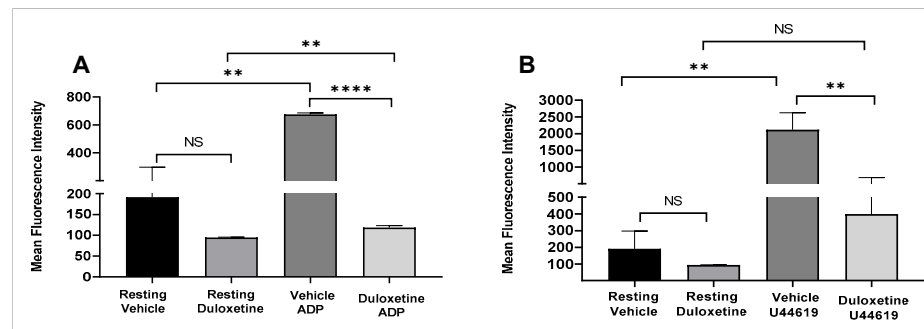 **
A
**
****
NS
Mean Fluorescence Intensity
800
600
400
200
150
100
50
0
Resting
Vehicle
Resting
Duloxetine
Vehicle
ADP
Duloxetine
ADP
NS
B
**
**
NS
Mean Fluorescence Intensity
3000
2500
2000
1500
1000
500
400
300
200
100
Resting
Vehicle
Resting
Duloxetine
Vehicle
U44619
Duloxetine
U44619